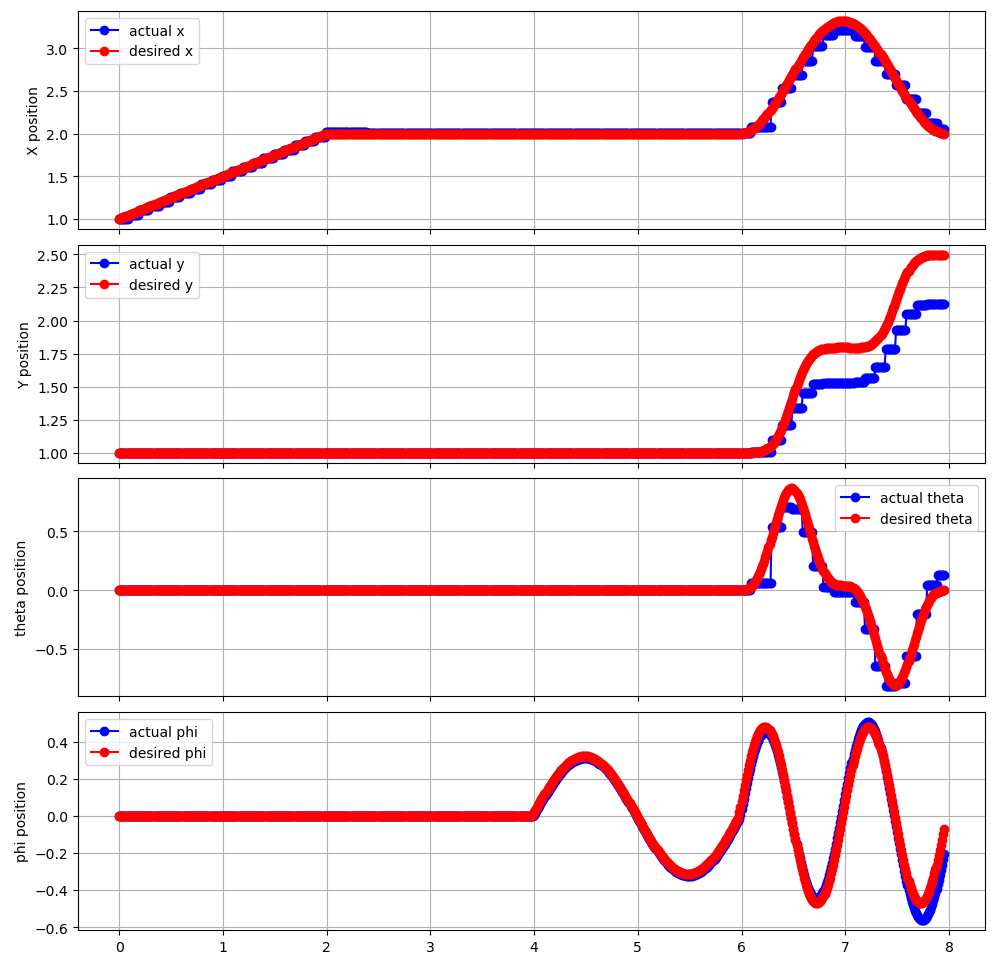 actual x
desired x
X position
3.0
2.5
2.0
1.5
1.0
actual y
desired y
Y position
2.50
2.25
2.00
1.75
1.50
1.25
1.00
actual theta
desired theta
theta position
0.5
0.0
−0.5
actual phi
desired phi
phi position
0.4
0.2
0.0
−0.2
−0.4
−0.6
0 1 2 3 4 5 6 7 8